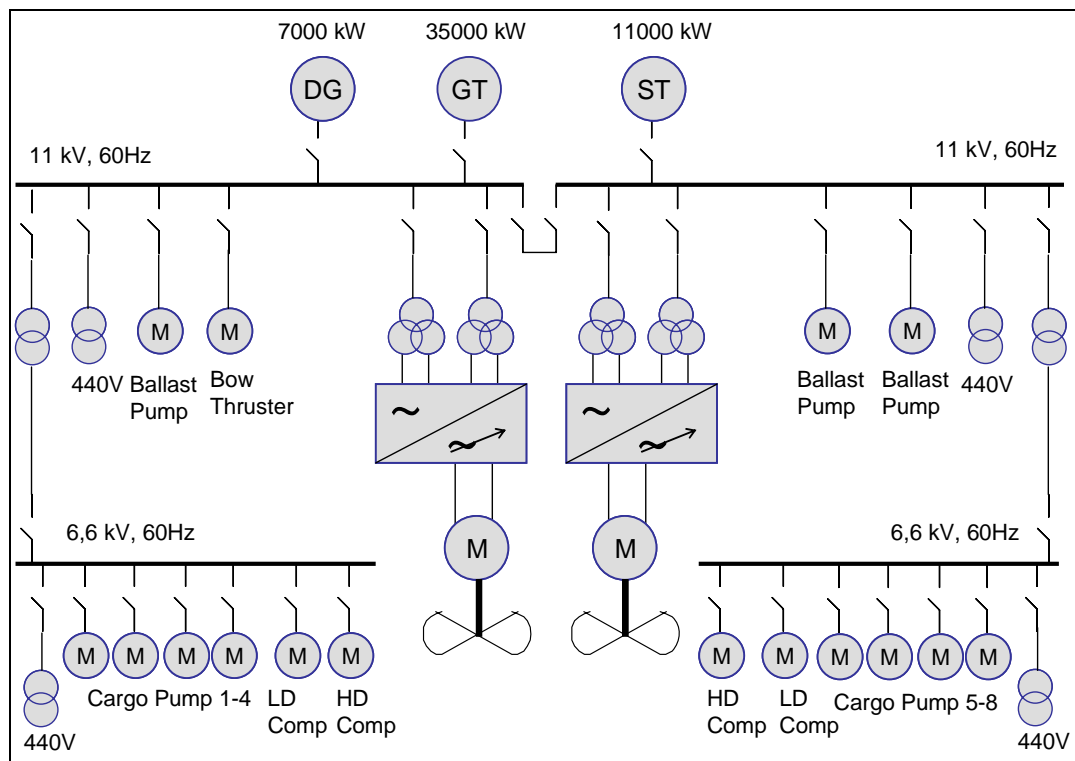 7000 kW 35000 kW 11000 kW
DG GT ST
11 kV, 60Hz 11 kV, 60Hz
M M M M
440V Ballast Pump Bow Thruster
Ballast Pump Ballast Pump 440V
~ ~
~ ~
6,6 kV, 60Hz 6,6 kV, 60Hz
M M
M M M M M M M M M M M M
Cargo Pump 1-4 LD Comp HD Comp
HD Comp LD Comp Cargo Pump 5-8
440V 440V